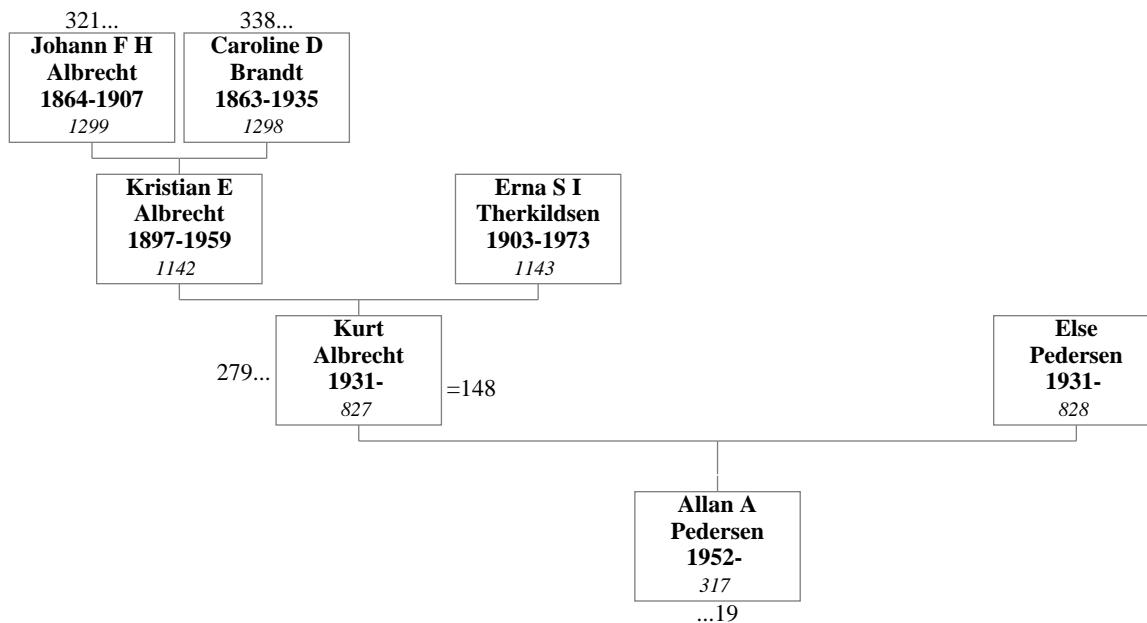 321...
338...
Johann F H
Albrecht
1864-1907
1299
Caroline D
Brandt
1863-1935
1298
Kristian E
Albrecht
1897-1959
1142
Erna S I
Therkildsen
1903-1973
1143
279...
Kurt
Albrecht
1931-
827
=148
Else
Pedersen
1931-
828
Allan A
Pedersen
1952-
317
...19